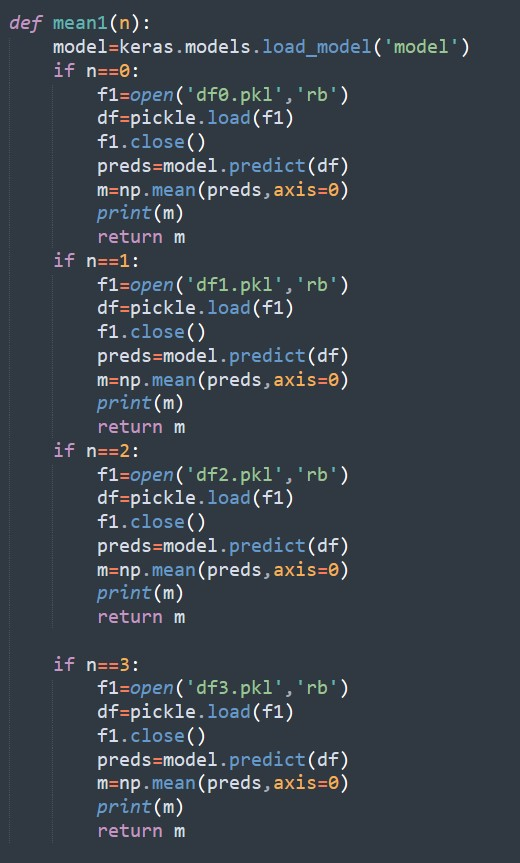 def mean1(n):
    model=keras.models.load_model('model')
    if n==0:
        f1=open('df0.pkl','rb')
        df=pickle.load(f1)
        f1.close()
        preds=model.predict(df)
        m=np.mean(preds,axis=0)
        print(m)
        return m
    if n==1:
        f1=open('df1.pkl','rb')
        df=pickle.load(f1)
        f1.close()
        preds=model.predict(df)
        m=np.mean(preds,axis=0)
        print(m)
        return m
    if n==2:
        f1=open('df2.pkl','rb')
        df=pickle.load(f1)
        f1.close()
        preds=model.predict(df)
        m=np.mean(preds,axis=0)
        print(m)
        return m

    if n==3:
        f1=open('df3.pkl','rb')
        df=pickle.load(f1)
        f1.close()
        preds=model.predict(df)
        m=np.mean(preds,axis=0)
        print(m)
        return m